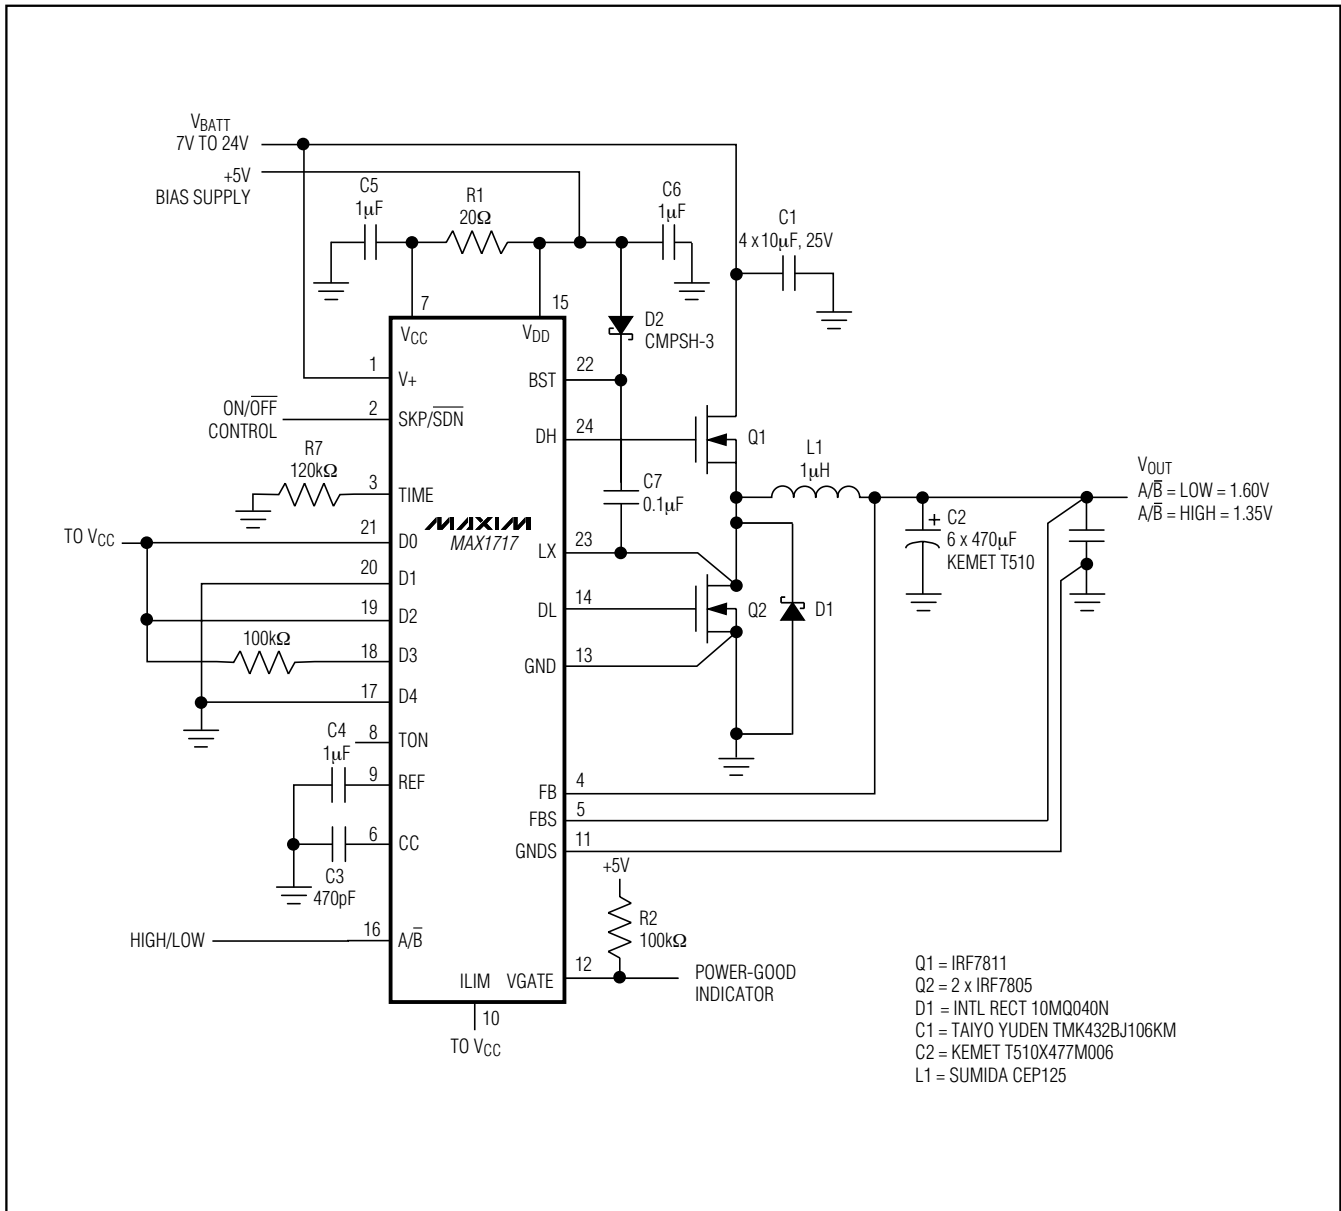 VBATT
7V TO 24V
+5V
BIAS SUPPLY
C5
1µF
R1
20Ω
C6
1µF
C1
4 x 10µF, 25V
7
15
VCC
VDD
D2
CMPSH-3
1
V+
22
BST
ON/O̅F̅F̅
CONTROL
2
SKP/S̅D̅N̅
24
DH
Q1
R7
120kΩ
3
TIME
C7
0.1µF
L1
1µH
VOUT
A/B̅ = LOW = 1.60V
A/B̅ = HIGH = 1.35V
C2
+
6 x 470µF
KEMET T510
MAXIM
MAX1717
TO VCC
21
D0
23
LX
20
D1
19
D2
14
DL
Q2
D1
100kΩ
18
D3
13
GND
17
D4
8
TON
C4
1µF
9
REF
4
FB
5
FBS
6
CC
11
GNDS
C3
470pF
+5V
R2
100kΩ
HIGH/LOW
16
A/B̅
12
VGATE
POWER-GOOD
INDICATOR
ILIM
10
TO VCC
Q1 = IRF7811
Q2 = 2 x IRF7805
D1 = INTL RECT 10MQ040N
C1 = TAIYO YUDEN TMK432BJ106KM
C2 = KEMET T510X477M006
L1 = SUMIDA CEP125